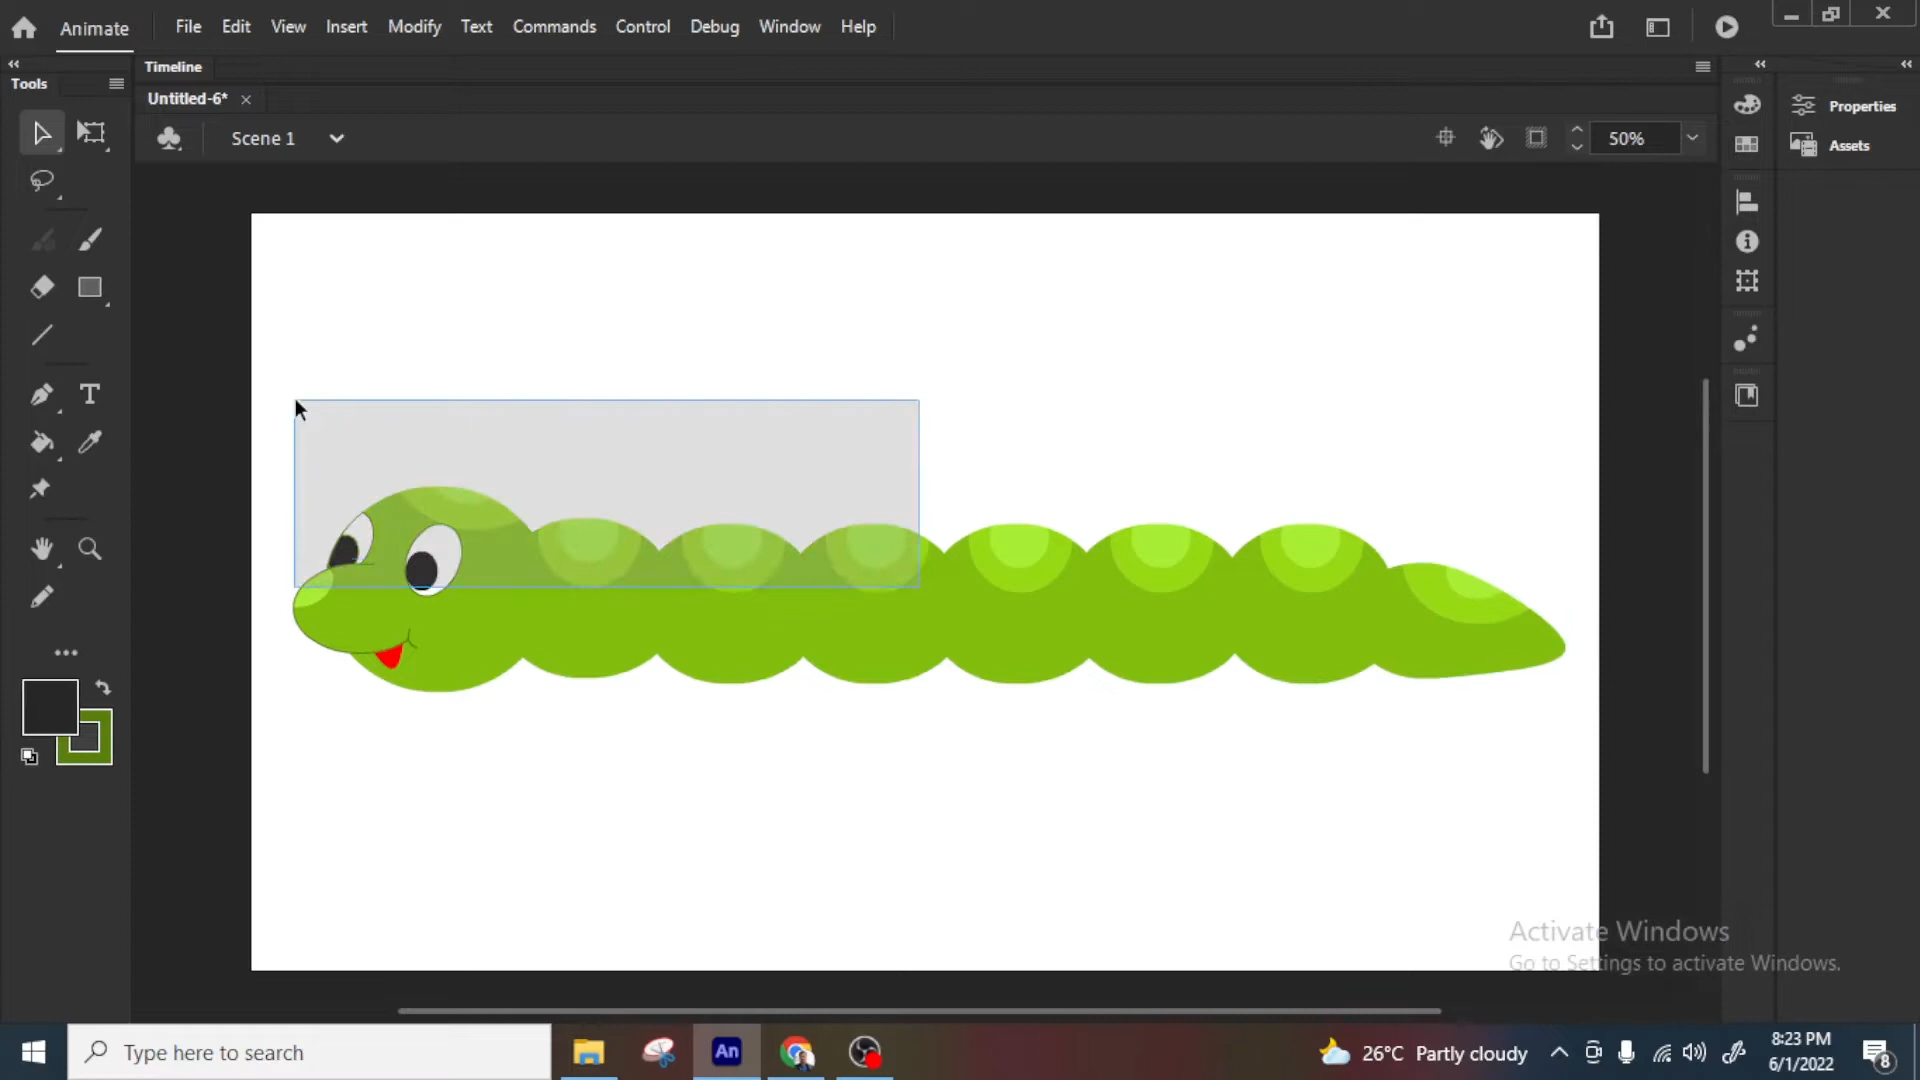 Animate File Edit View Insert Modify Text Commands Control Debug Window Help
Tools Timeline
Untitled-6*
Scene 1 50%
Properties
Assets
T
Activate Windows
Go to Settings to activate Windows.
Type here to search An 26°C Partly cloudy 8:23 PM
6/1/2022 8